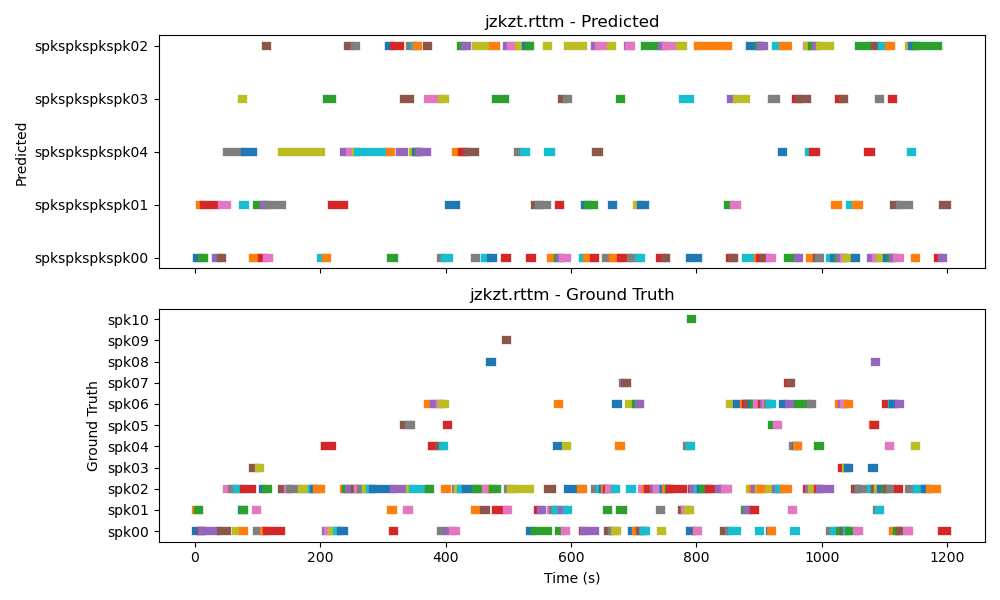 jzkzt.rttm - Predicted
Predicted
spkspkspkspk02
spkspkspkspk03
spkspkspkspk04
spkspkspkspk01
spkspkspkspk00
jzkzt.rttm - Ground Truth
Ground Truth
spk10
spk09
spk08
spk07
spk06
spk05
spk04
spk03
spk02
spk01
spk00
0 200 400 600 800 1000 1200
Time (s)